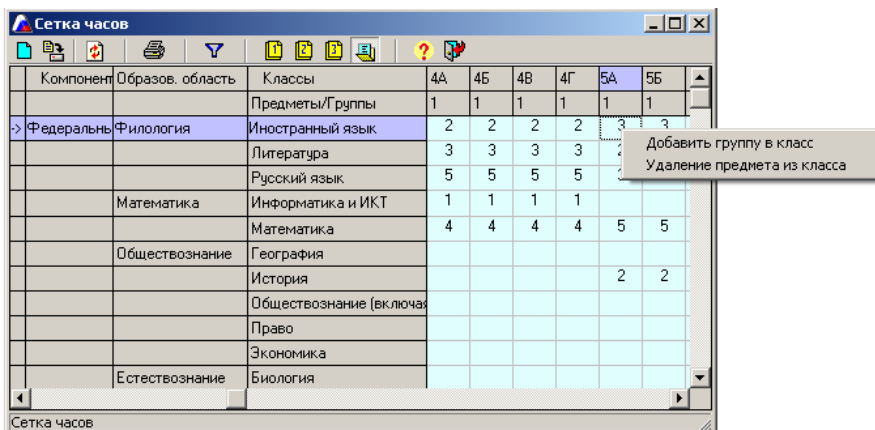 Сетка часов
Компонент Образов. область Классы 4А 4Б 4В 4Г 5А 5Б
Предметы/Группы 1 1 1 1 1 1
-> Федеральнь Филология Иностранный язык 2 2 2 2 3 3
Добавить группу в класс
Литература 3 3 3 3
Удаление предмета из класса
Русский язык 5 5 5 5
Математика Информатика и ИКТ 1 1 1 1
Математика 4 4 4 4 5 5
Обществознание География
История 2 2
Обществознание (включая
Право
Экономика
Естествознание Биология
Сетка часов